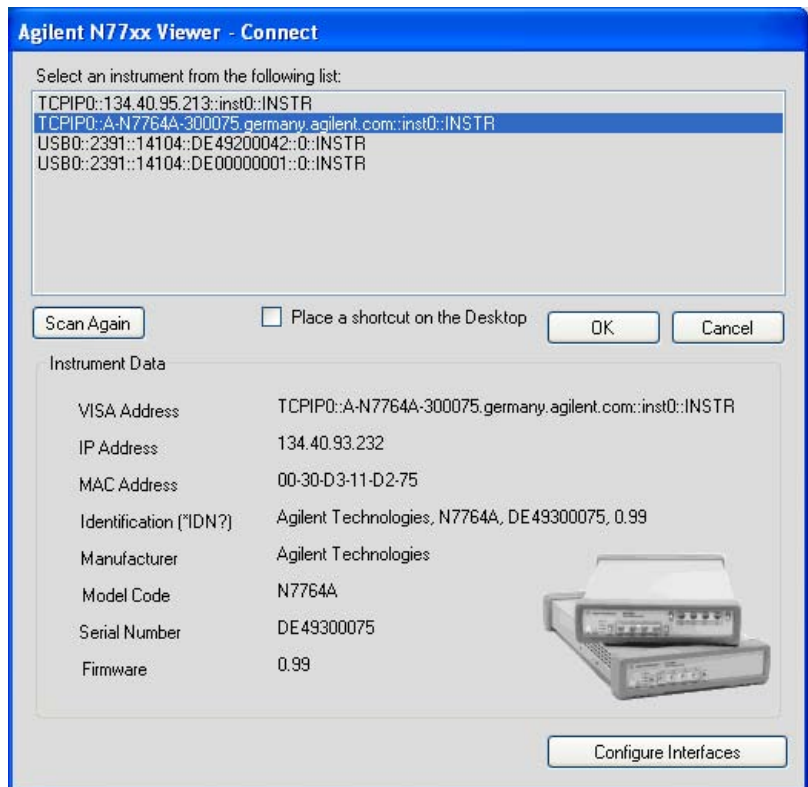 Agilent N77xx Viewer - Connect
Select an instrument from the following list:
TCPIP0::134.40.95.213::inst0::INSTR
TCPIP0::A-N7764A-300075.germany.agilent.com::inst0::INSTR
USB0::2391::14104::DE49200042::0::INSTR
USB0::2391::14104::DE00000001::0::INSTR
Scan Again
Place a shortcut on the Desktop
OK
Cancel
Instrument Data
VISA Address TCPIP0::A-N7764A-300075.germany.agilent.com::inst0::INSTR
IP Address 134.40.93.232
MAC Address 00-30-D3-11-D2-75
Identification (*IDN?) Agilent Technologies, N7764A, DE49300075, 0.99
Manufacturer Agilent Technologies
Model Code N7764A
Serial Number DE49300075
Firmware 0.99
Configure Interfaces